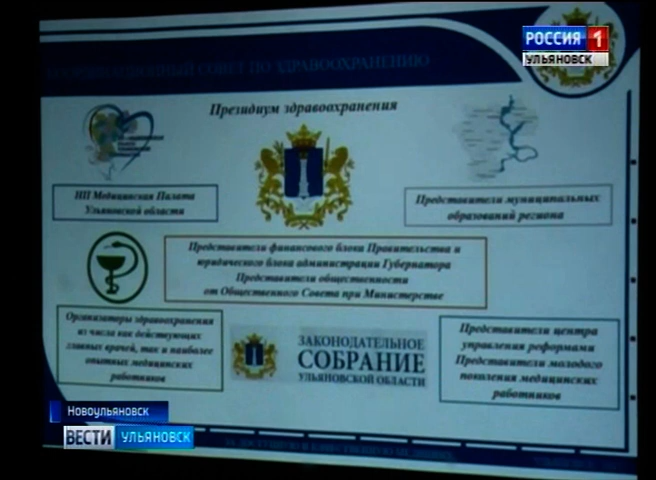 РОССИЯ 1
УЛЬЯНОВСК
СОВЕТ ПО ЗДРАВООХРАНЕНИЮ
Президиум здравоохранения
НП Медицинская Палата
Ульяновской области
Представители муниципальных
образований региона
Представители финансового блока Правительства и
юридического блока администрации Губернатора
Представители общественности
от Общественного Совета при Министерстве
Организаторы здравоохранения
из числа как действующих
главных врачей, так и наиболее
опытных медицинских
работников
ЗАКОНОДАТЕЛЬНОЕ
СОБРАНИЕ
УЛЬЯНОВСКОЙ ОБЛАСТИ
Представители центра
управления реформами
Представители молодого
поколения медицинских
работников
Новоульяновск
ВЕСТИ УЛЬЯНОВСК